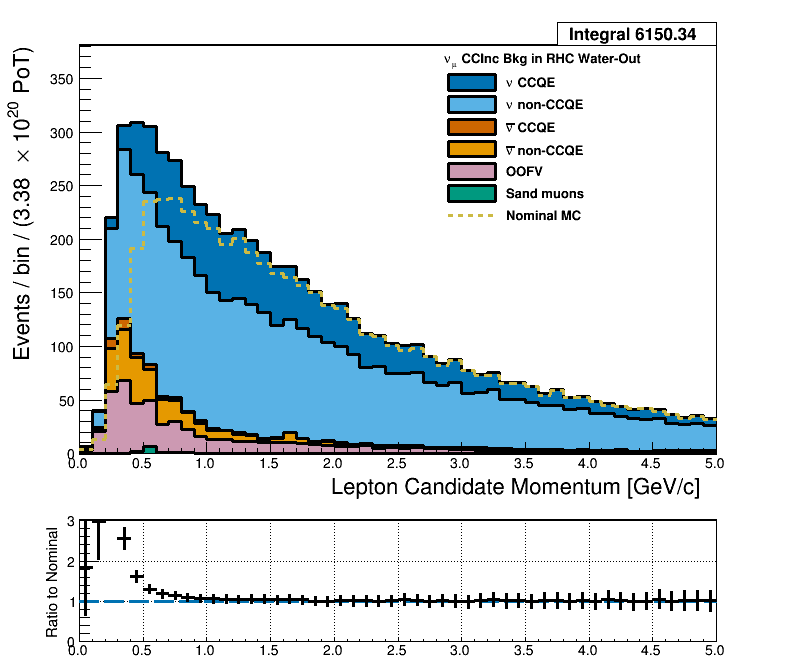 Integral 6150.34
ν_μ CCInc Bkg in RHC Water-Out
ν CCQE
ν non-CCQE
ν̅ CCQE
ν̅ non-CCQE
OOFV
Sand muons
Nominal MC
Events / bin / (3.38 × 10^20 PoT)
350
300
250
200
150
100
50
0
0.0 0.5 1.0 1.5 2.0 2.5 3.0 3.5 4.0 4.5 5.0
Lepton Candidate Momentum [GeV/c]
Ratio to Nominal
3
2
1
0
0.0 0.5 1.0 1.5 2.0 2.5 3.0 3.5 4.0 4.5 5.0